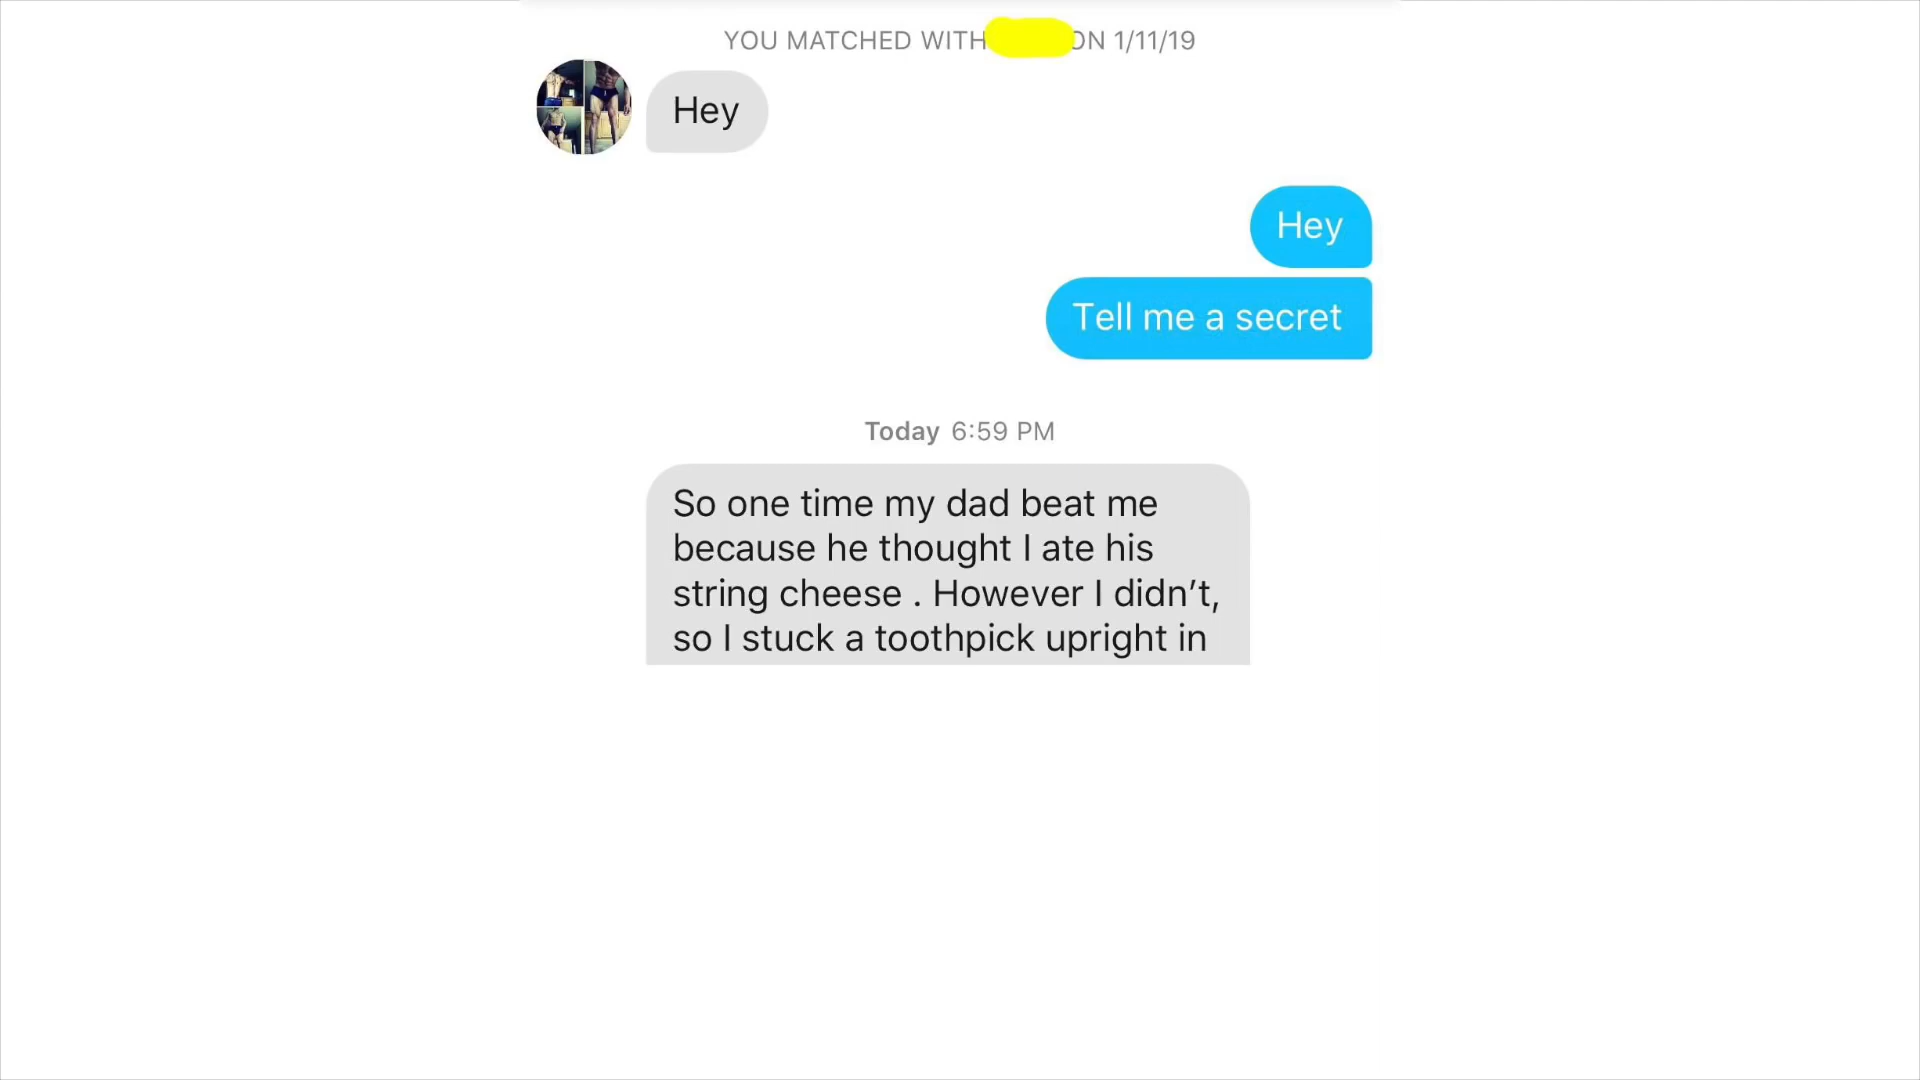 YOU MATCHED WITH ON 1/11/19
Hey
Hey
Tell me a secret
Today 6:59 PM
So one time my dad beat me
because he thought I ate his
string cheese . However I didn’t,
so I stuck a toothpick upright in